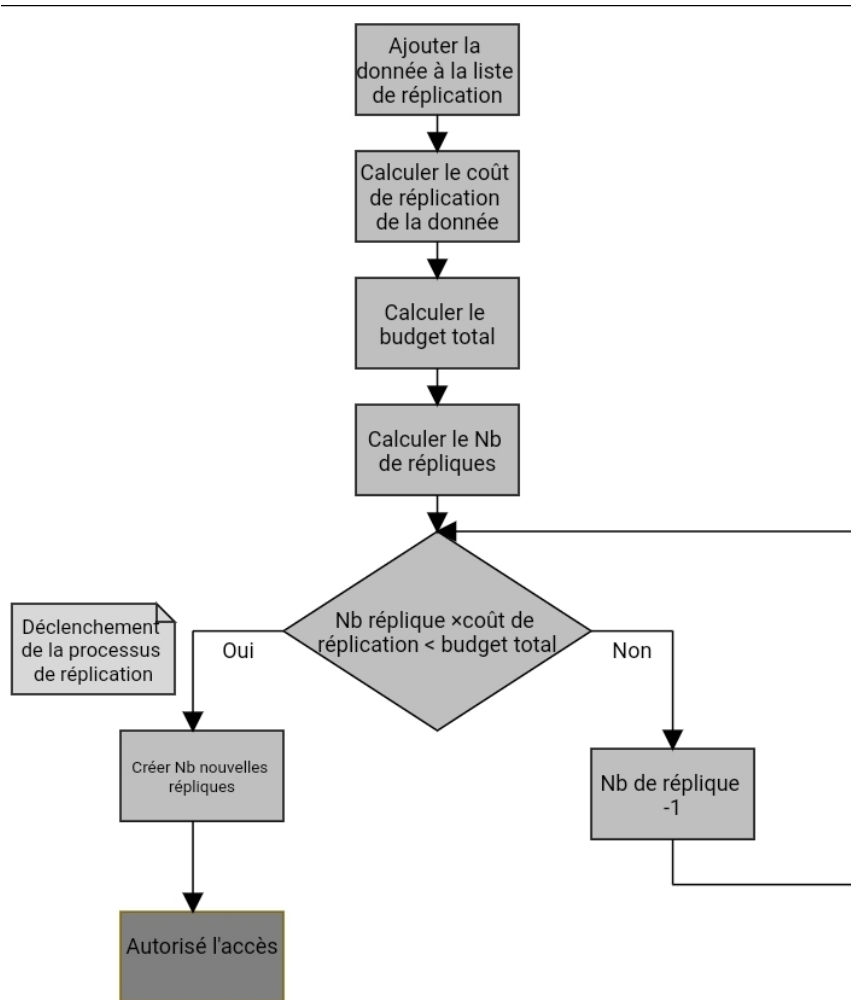 Ajouter la
donnée à la liste
de réplication
Calculer le coût
de réplication
de la donnée
Calculer le
budget total
Calculer le Nb
de répliques
Nb réplique ×coût de
réplication < budget total
Déclenchement
de la processus
de réplication
Oui
Non
Créer Nb nouvelles
répliques
Nb de réplique
-1
Autorisé l'accès